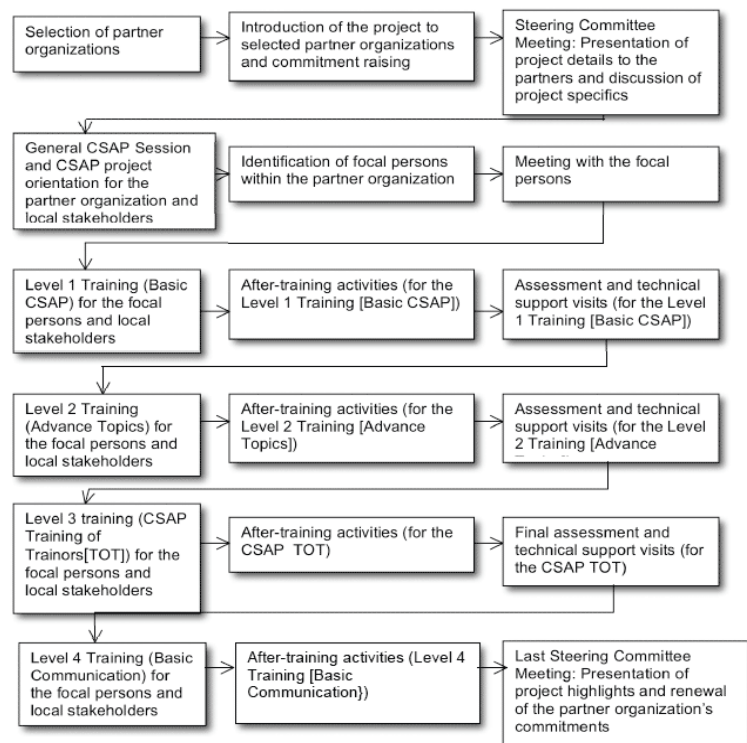 Selection of partner
organizations
Introduction of the project to
selected partner organizations
and commitment raising
Steering Committee
Meeting: Presentation of
project details to the
partners and discussion of
project specifics
General CSAP Session
and CSAP project
orientation for the
partner organization and
local stakeholders
Identification of focal persons
within the partner organization
Meeting with the focal
persons
Level 1 Training (Basic
CSAP) for the focal
persons and local
stakeholders
After-training activities (for the
Level 1 Training [Basic CSAP])
Assessment and technical
support visits (for the Level
1 Training [Basic CSAP])
Level 2 Training
(Advance Topics) for
the focal persons and
local stakeholders
After-training activities (for the
Level 2 Training [Advance
Topics])
Assessment and technical
support visits (for the Level
2 Training [Advance
Level 3 training (CSAP
Training of
Trainors[TOT]) for the
focal persons and
local stakeholders
After-training activities (for the
CSAP TOT)
Final assessment and
technical support visits (for
the CSAP TOT)
Level 4 Training (Basic
Communication) for
the focal persons and
local stakeholders
After-training activities (Level 4
Training [Basic
Communication})
Last Steering Committee
Meeting: Presentation of
project highlights and renewal
of the partner organization's
commitments